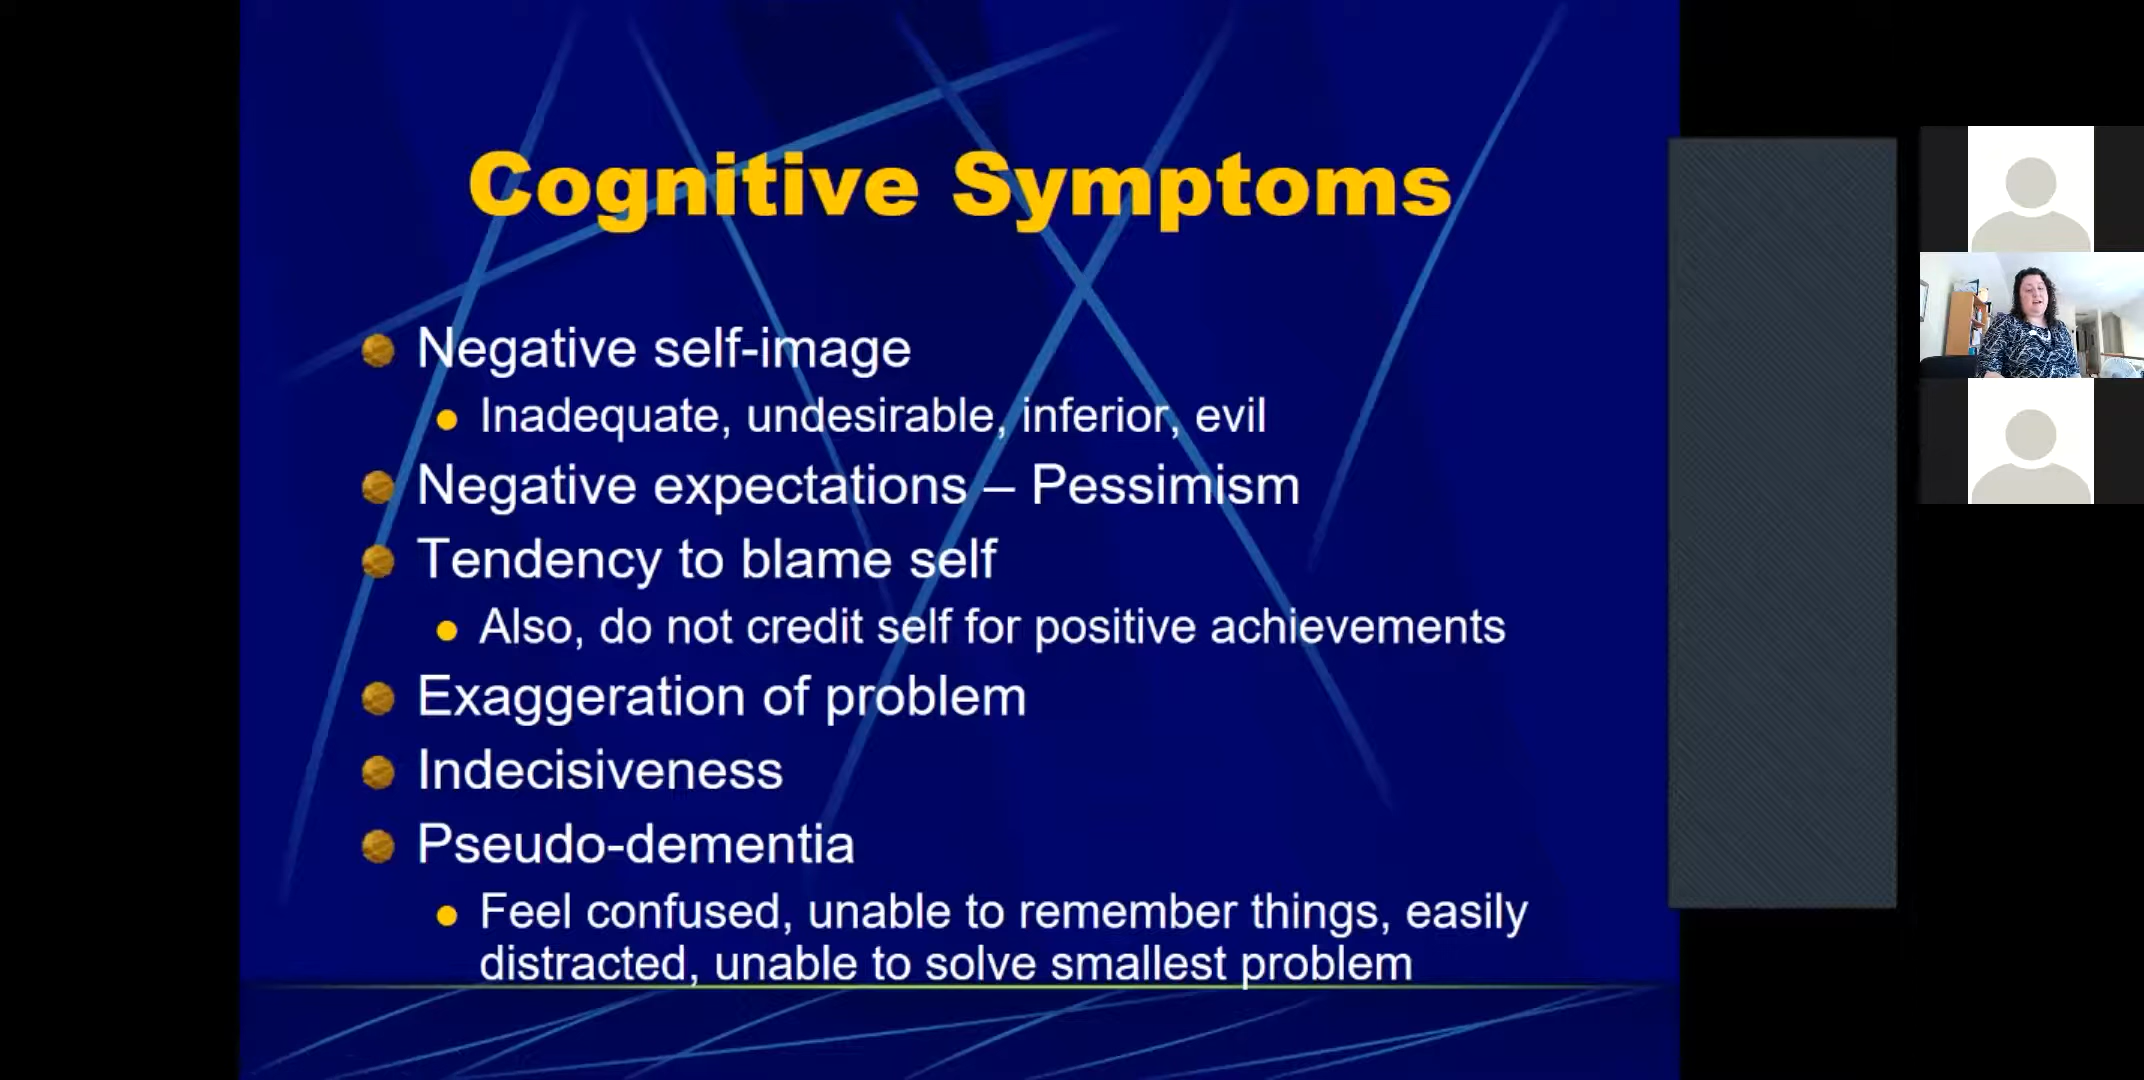 Cognitive Symptoms
Negative self-image
Inadequate, undesirable, inferior, evil
Negative expectations – Pessimism
Tendency to blame self
Also, do not credit self for positive achievements
Exaggeration of problem
Indecisiveness
Pseudo-dementia
Feel confused, unable to remember things, easily
distracted, unable to solve smallest problem